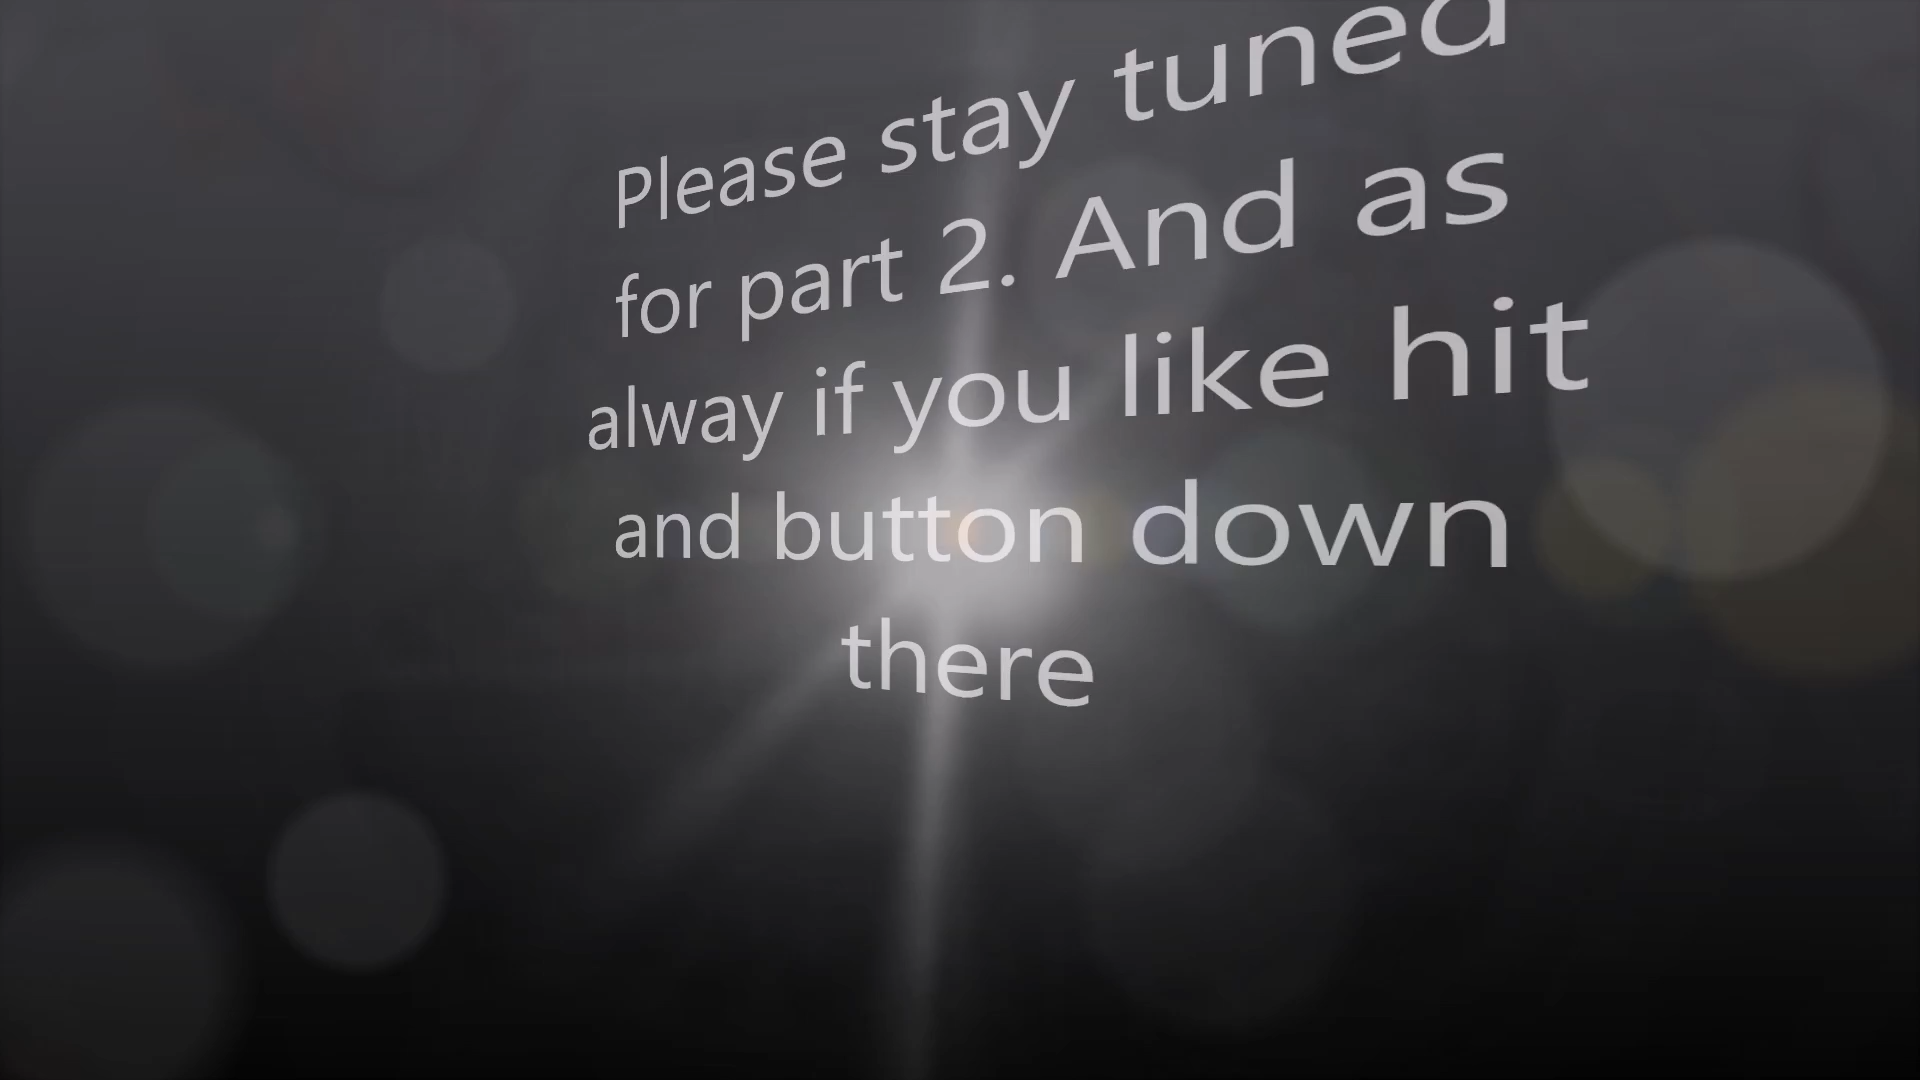 Please stay tuned
for part 2. And as
alway if you like hit
and button down
there